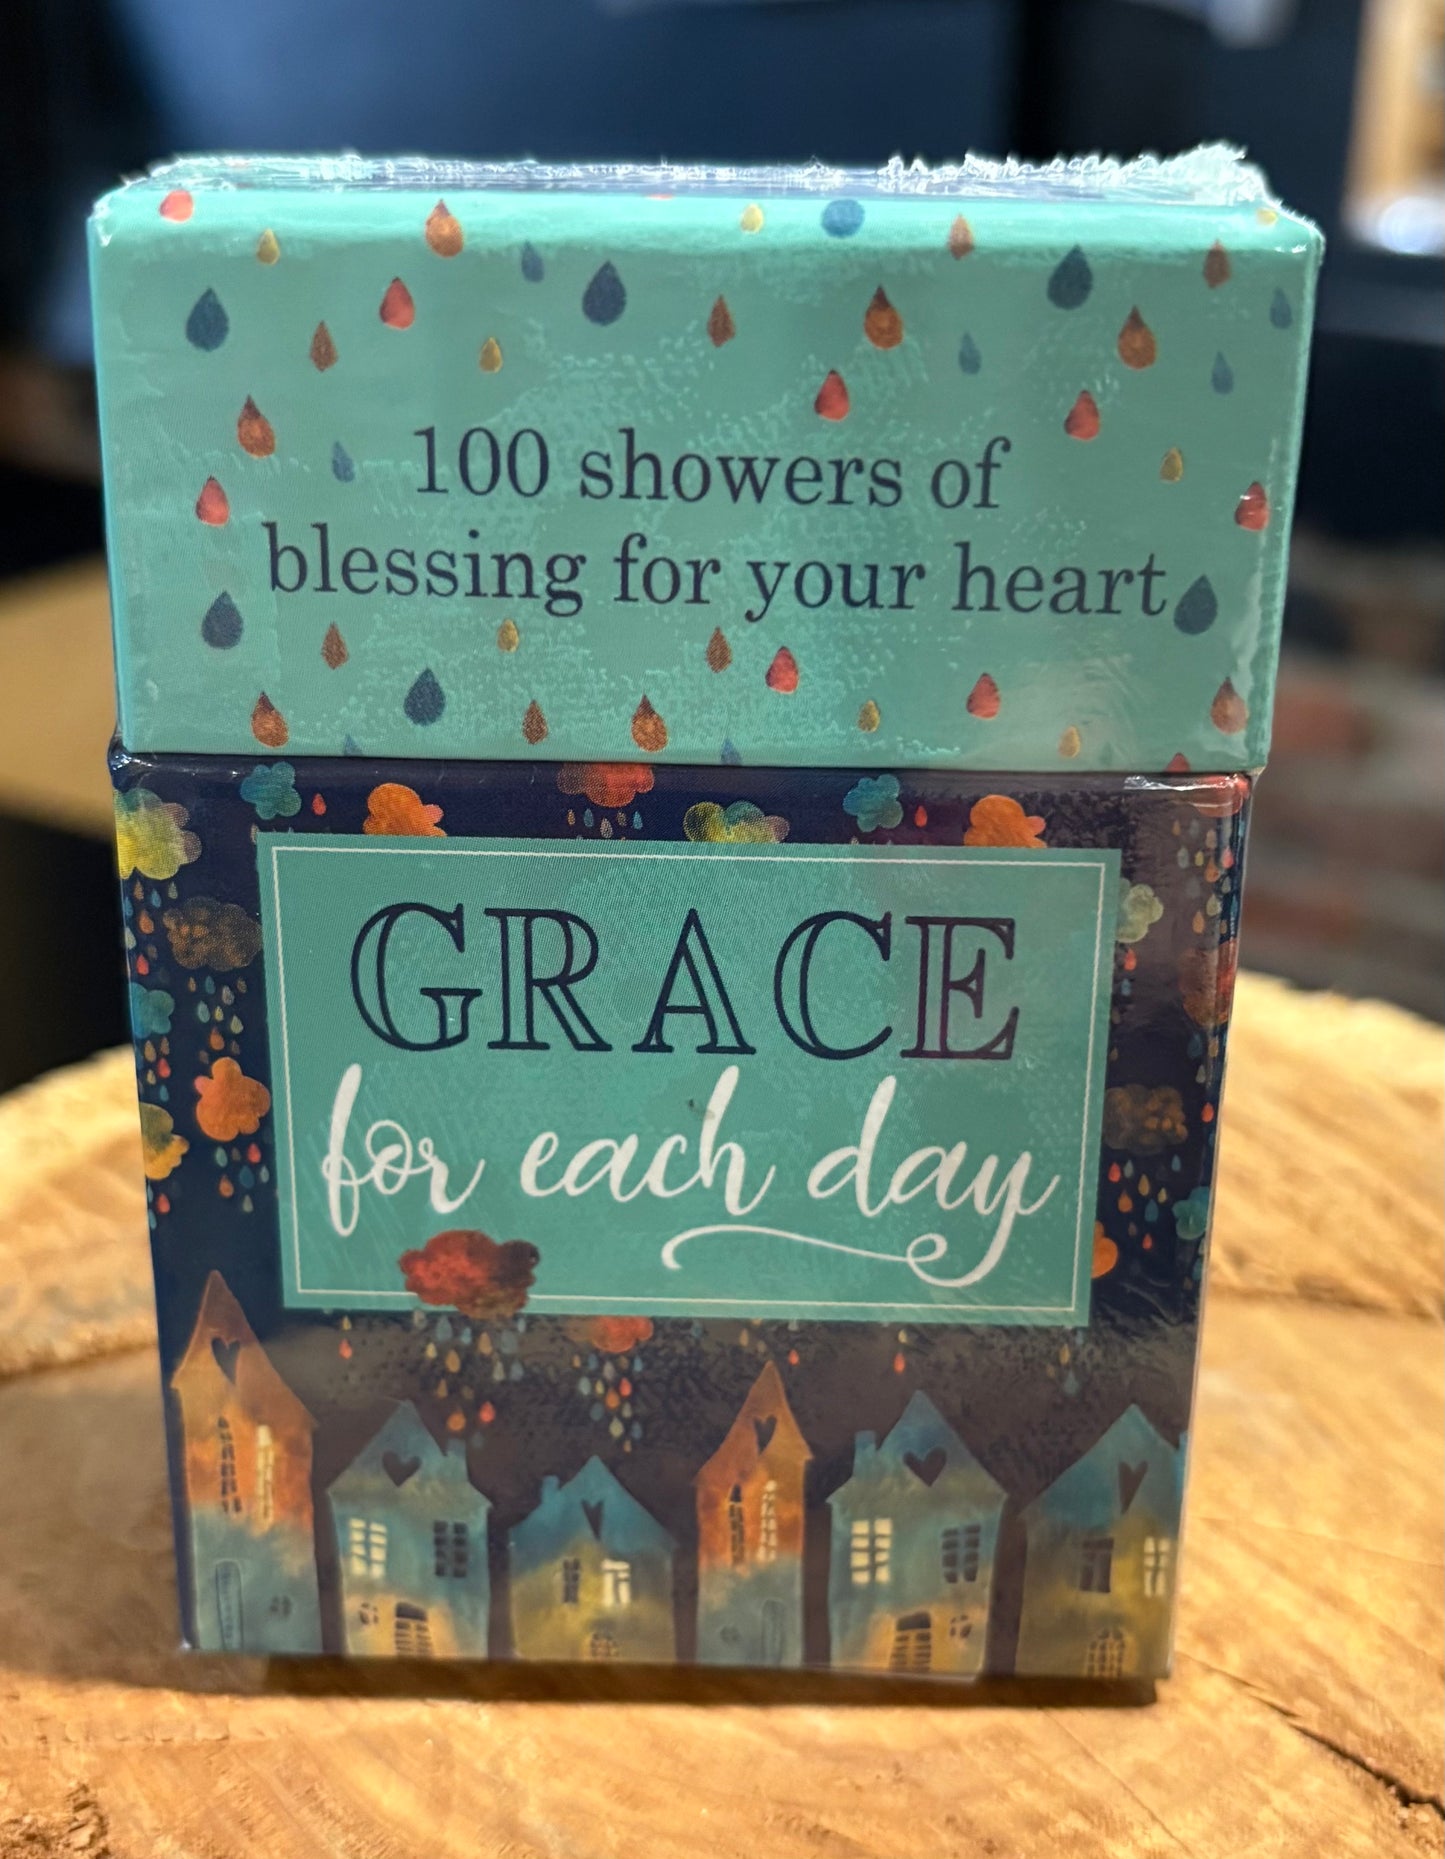 100 showers of
blessing for your heart
GRACE
for each day